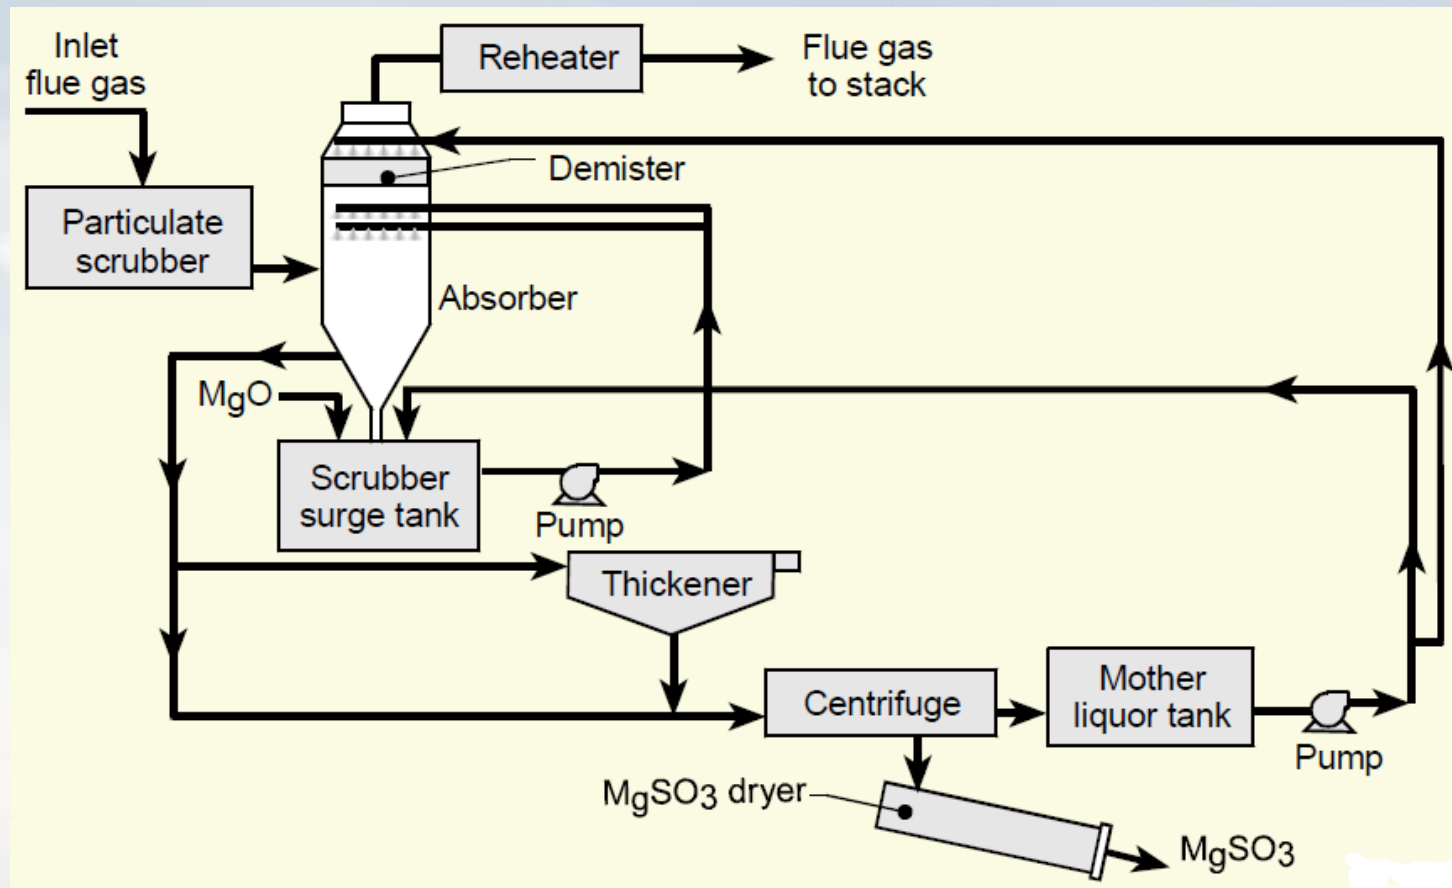 Inlet
flue gas
Reheater
Flue gas
to stack
Demister
Particulate
scrubber
Absorber
MgO
Scrubber
surge tank
Pump
Thickener
Centrifuge
Mother
liquor tank
Pump
MgSO3 dryer
MgSO3